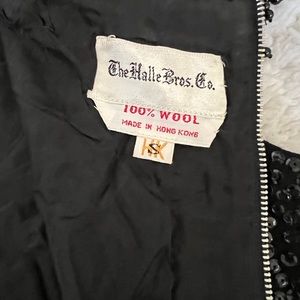 The Halle Bros. Co.
100% WOOL
MADE IN HONG KONG
S